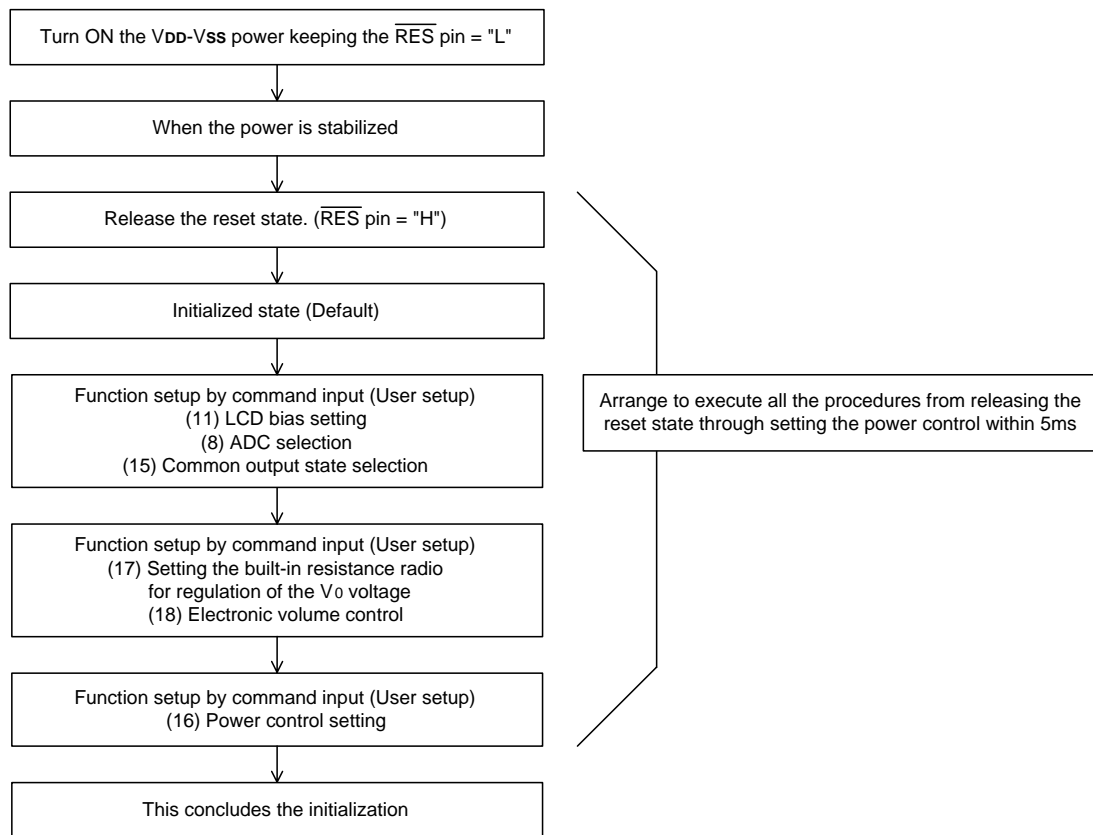 Turn ON the VDD-VSS power keeping the R̅E̅S̅ pin = "L"
When the power is stabilized
Release the reset state. (R̅E̅S̅ pin = "H")
Initialized state (Default)
Function setup by command input (User setup)
(11) LCD bias setting
(8) ADC selection
(15) Common output state selection
Arrange to execute all the procedures from releasing the
reset state through setting the power control within 5ms
Function setup by command input (User setup)
(17) Setting the built-in resistance radio
for regulation of the V0 voltage
(18) Electronic volume control
Function setup by command input (User setup)
(16) Power control setting
This concludes the initialization